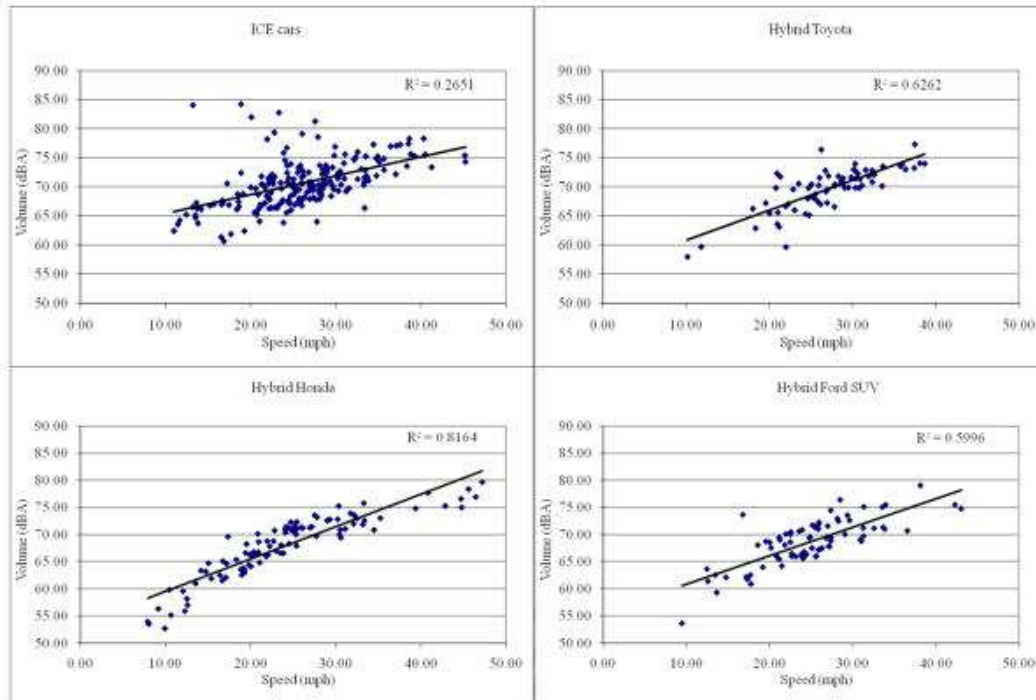 ICE cars
R² = 0.2651
90.00
85.00
80.00
75.00
70.00
65.00
60.00
55.00
50.00
Volume (dBA)
0.00 10.00 20.00 30.00 40.00 50.00
Speed (mph)
Hybrid Toyota
R² = 0.6262
90.00
85.00
80.00
75.00
70.00
65.00
60.00
55.00
50.00
Volume (dBA)
0.00 10.00 20.00 30.00 40.00 50.00
Speed (mph)
Hybrid Honda
R² = 0.8164
90.00
85.00
80.00
75.00
70.00
65.00
60.00
55.00
50.00
Volume (dBA)
0.00 10.00 20.00 30.00 40.00 50.00
Speed (mph)
Hybrid Ford SUV
R² = 0.5996
90.00
85.00
80.00
75.00
70.00
65.00
60.00
55.00
50.00
Volume (dBA)
0.00 10.00 20.00 30.00 40.00 50.00
Speed (mph)